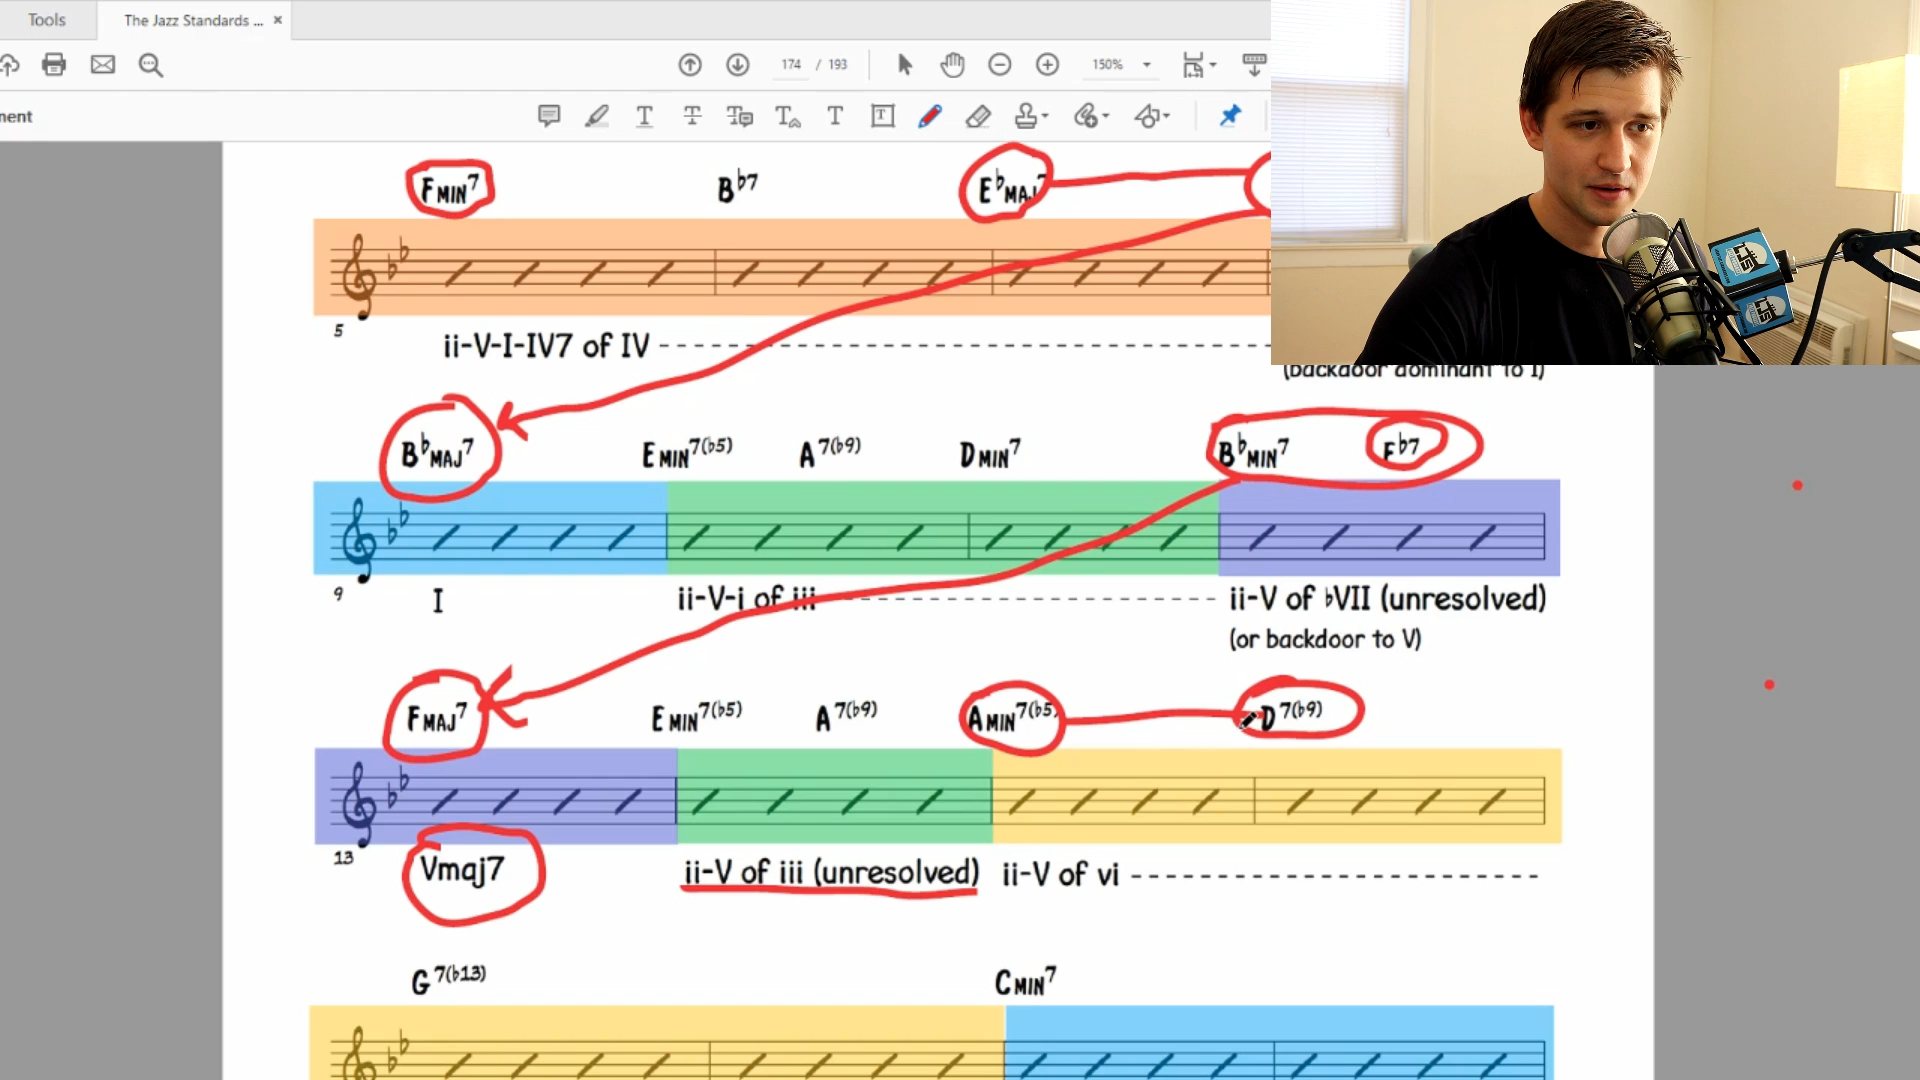 Tools The Jazz Standards ... ×
174 / 193 150%
nent
FMIN7 B♭7 E♭MAJ7
5
ii-V-I-IV7 of IV
(backdoor dominant to I)
B♭MAJ7 EMIN7(♭5) A7(♭9) DMIN7 B♭MIN7 E♭7
9 I ii-V-i of iii ii-V of ♭VII (unresolved)
(or backdoor to V)
FMAJ7 EMIN7(♭5) A7(♭9) AMIN7(♭5) D7(♭9)
13
Vmaj7 ii-V of iii (unresolved) ii-V of vi
G7(♭13) CMIN7